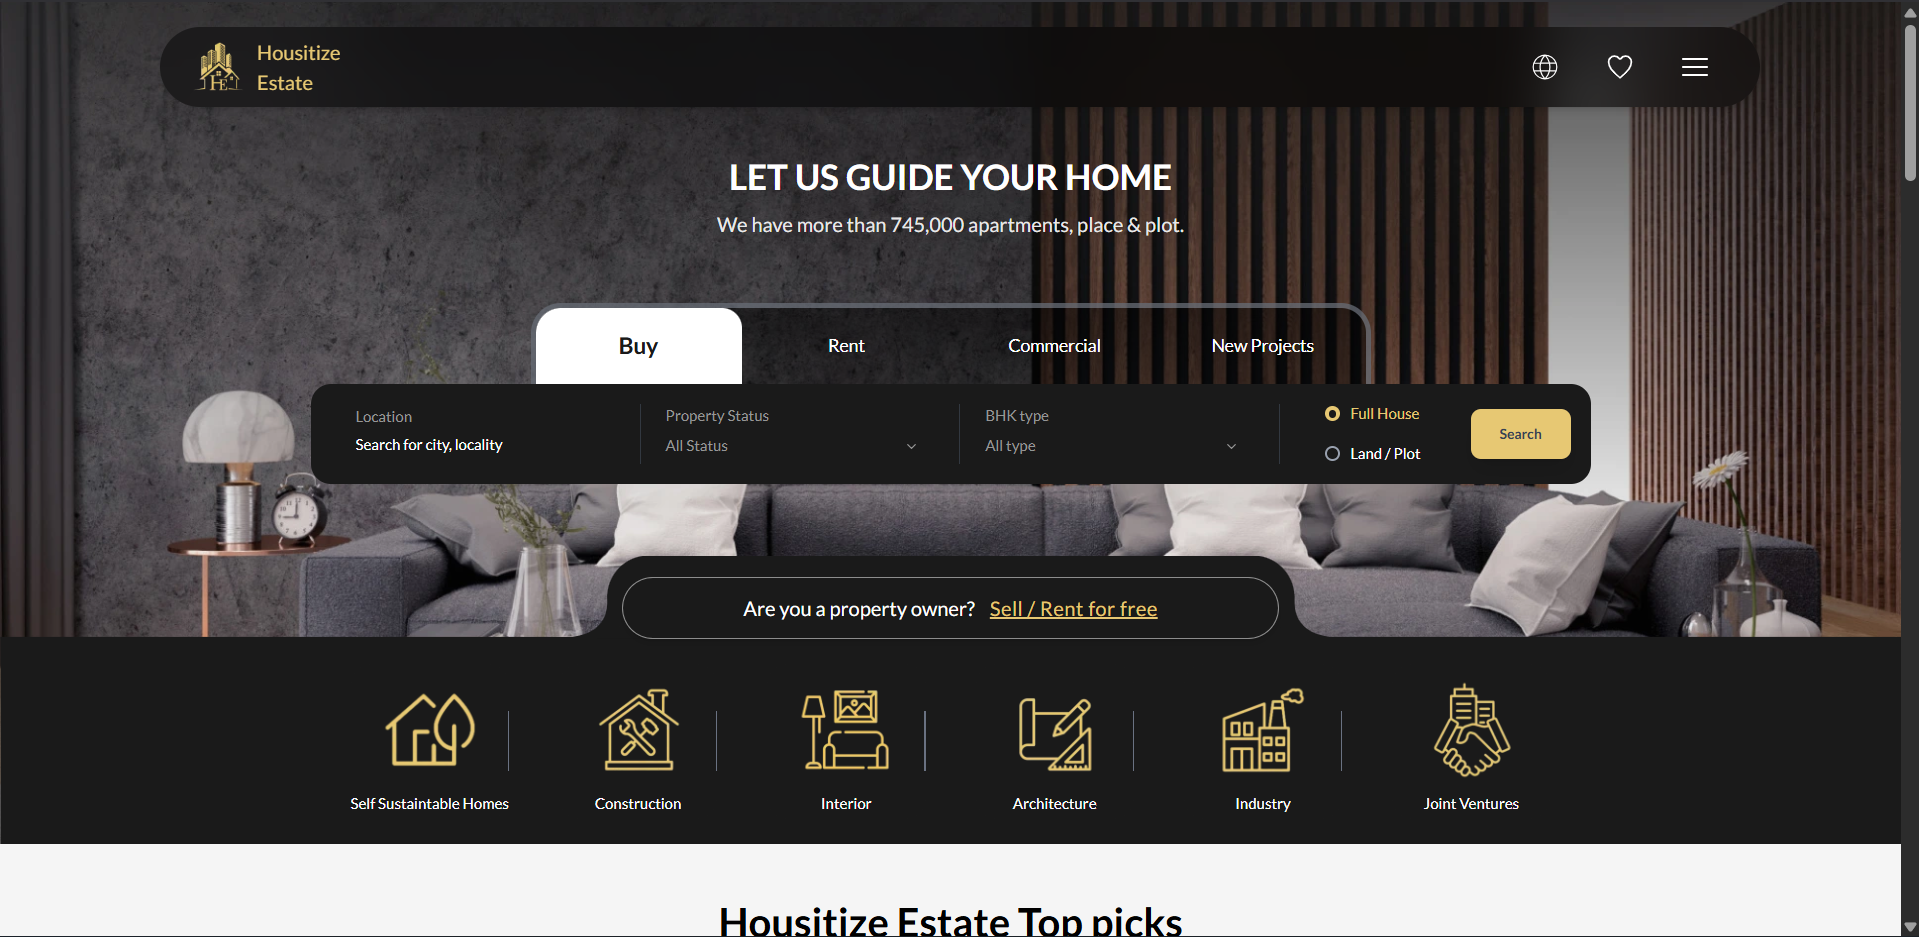 Housitize
Estate
LET US GUIDE YOUR HOME
We have more than 745,000 apartments, place & plot.
Buy
Rent
Commercial
New Projects
Location
Search for city, locality
Property Status
All Status
BHK type
All type
Full House
Land / Plot
Search
Are you a property owner? Sell / Rent for free
Self Sustaintable Homes
Construction
Interior
Architecture
Industry
Joint Ventures
Housitize Estate Top picks